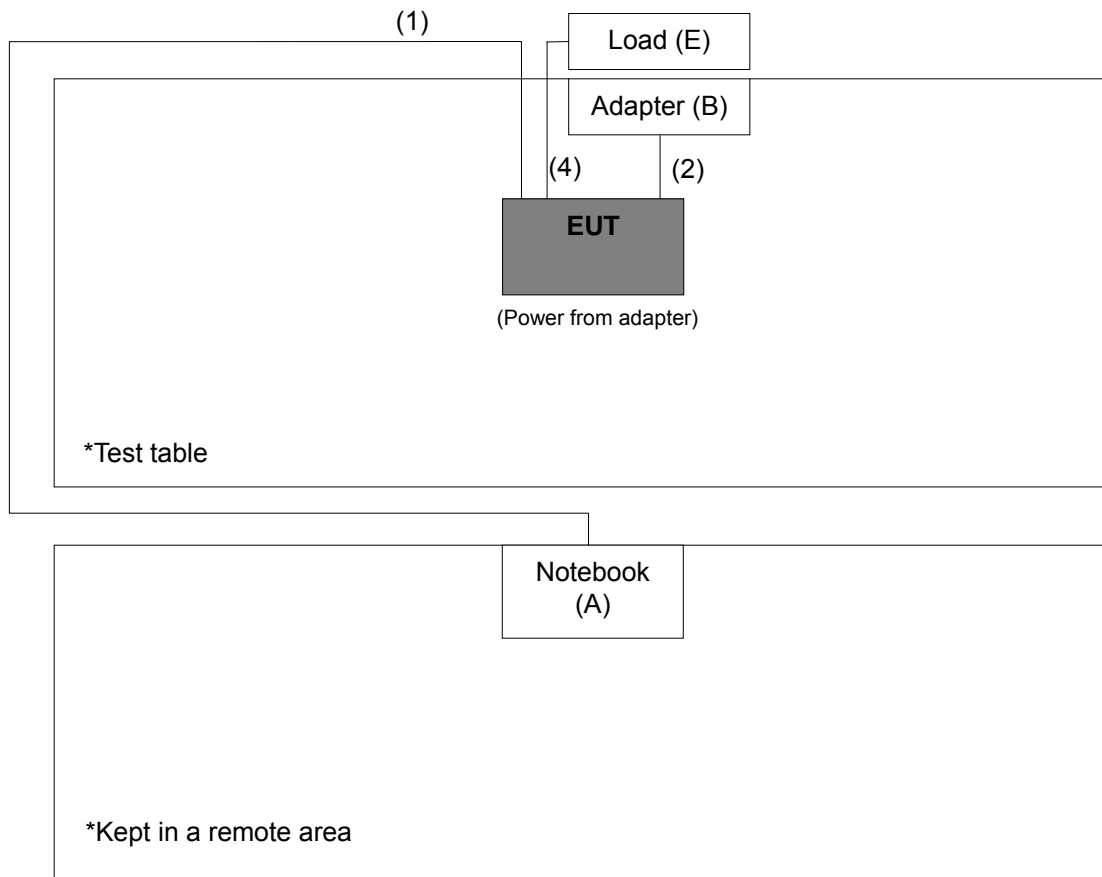 (1)
Load (E)
Adapter (B)
(4)
(2)
EUT
(Power from adapter)
*Test table
Notebook
(A)
*Kept in a remote area